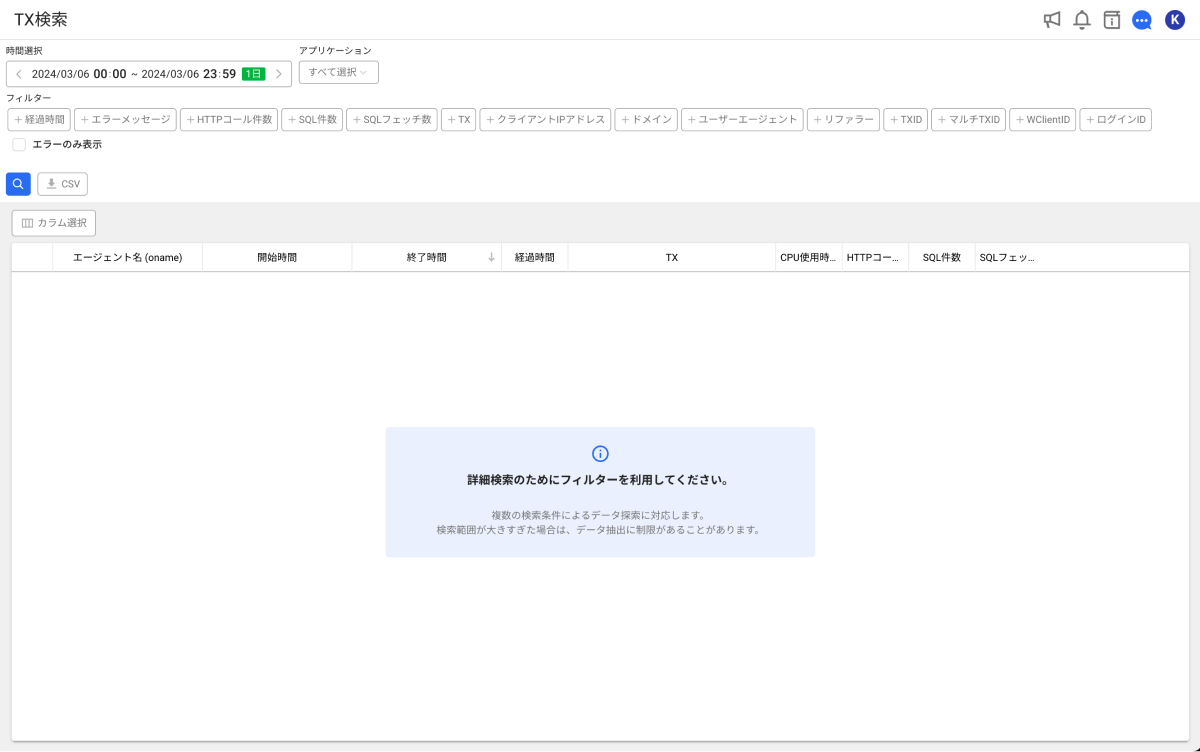 TX検索
K
時間選択
アプリケーション
2024/03/06 00:00 ~ 2024/03/06 23:59 1日
すべて選択
フィルター
+ 経過時間 + エラーメッセージ + HTTPコール件数 + SQL件数 + SQLフェッチ数 + TX + クライアントIPアドレス + ドメイン + ユーザーエージェント + リファラー + TXID + マルチTXID + WClientID + ログインID
エラーのみ表示
CSV
カラム選択
エージェント名 (oname) 開始時間 終了時間 経過時間 TX CPU使用時... HTTPコー... SQL件数 SQLフェッ...
詳細検索のためにフィルターを利用してください。
複数の検索条件によるデータ探索に対応します。
検索範囲が大きすぎた場合は、データ抽出に制限があることがあります。